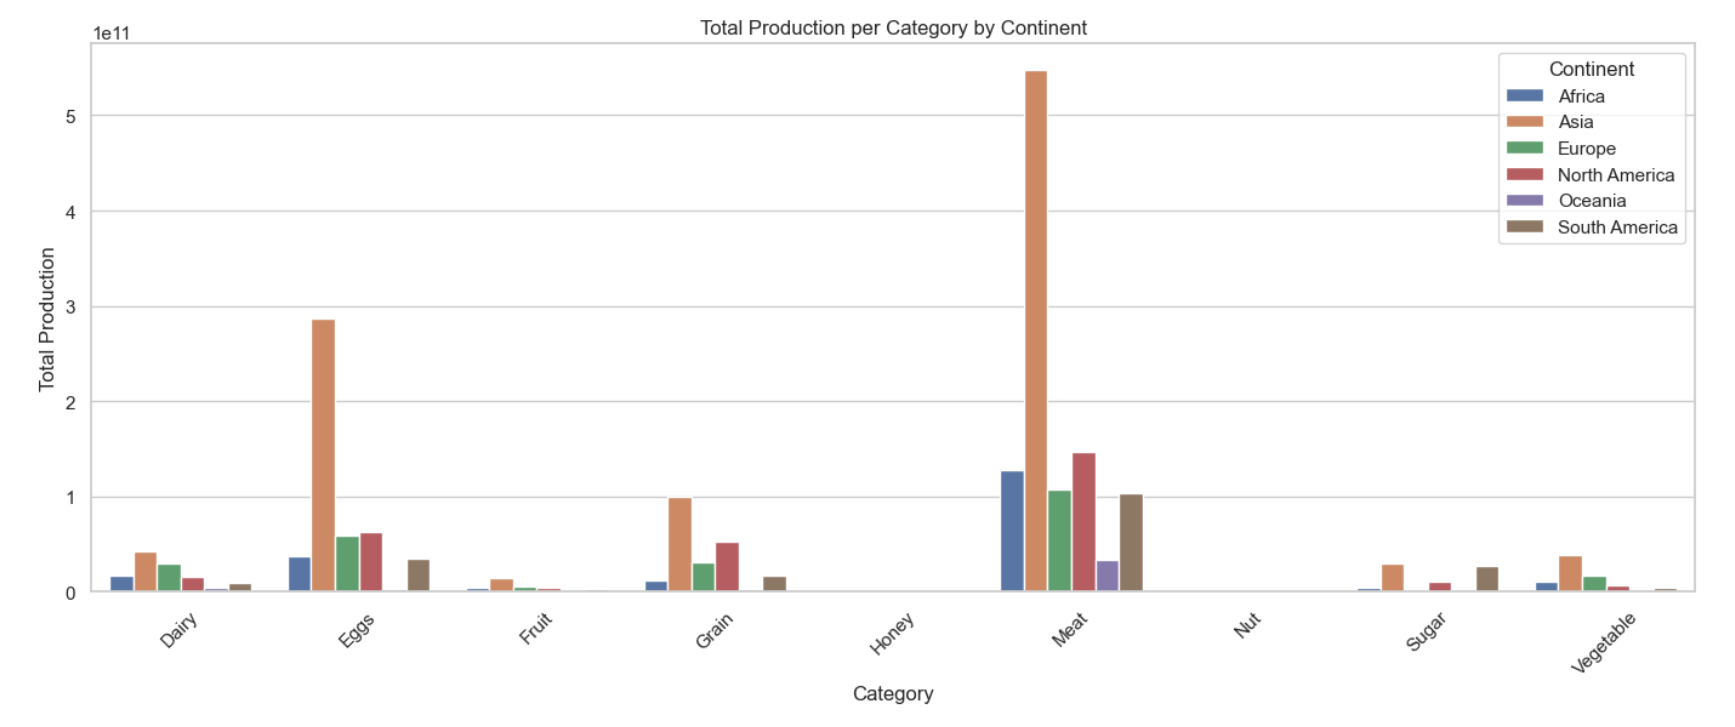 Total Production per Category by Continent
1e11
Continent
Africa
Asia
Europe
North America
Oceania
South America
5
4
3
2
1
0
Total Production
Dairy
Eggs
Fruit
Grain
Honey
Meat
Nut
Sugar
Vegetable
Category